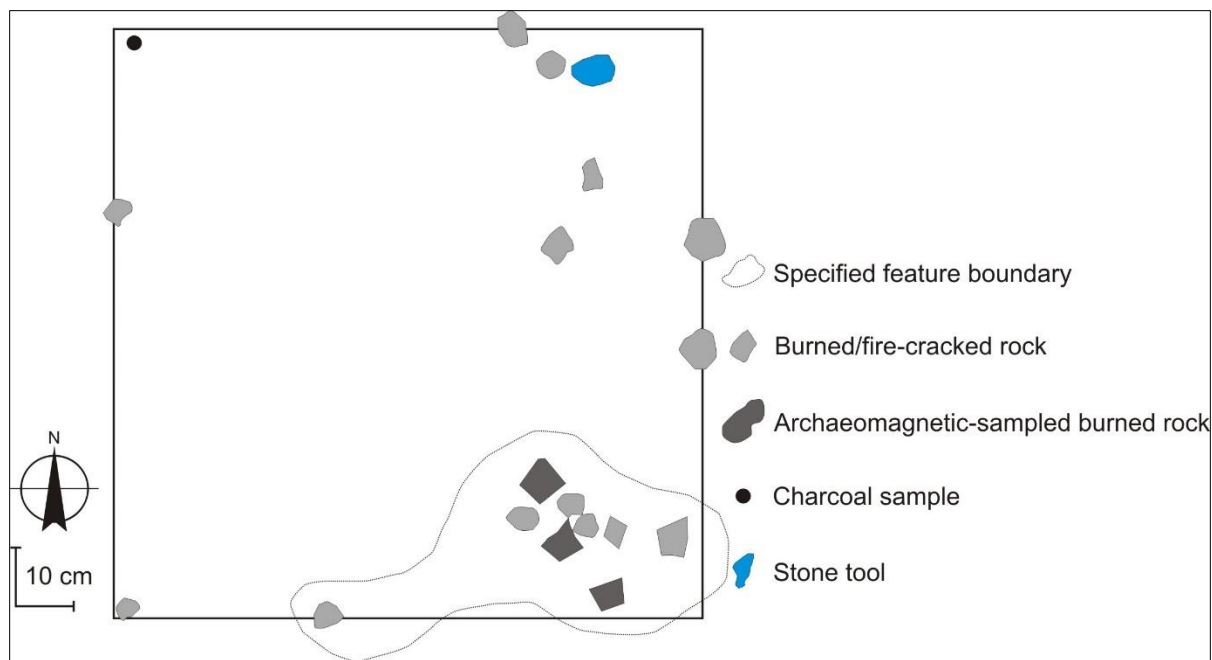 Specified feature boundary
Burned/fire-cracked rock
Archaeomagnetic-sampled burned rock
N
Charcoal sample
10 cm
Stone tool